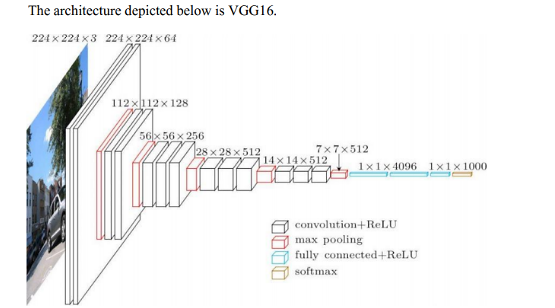 The architecture depicted below is VGG16.
224×224×3 224×224×64
112×112×128
56×56×256
28×28×512
14×14×512
7×7×512
1×1×4096 1×1×1000
convolution+ReLU
max pooling
fully connected+ReLU
softmax